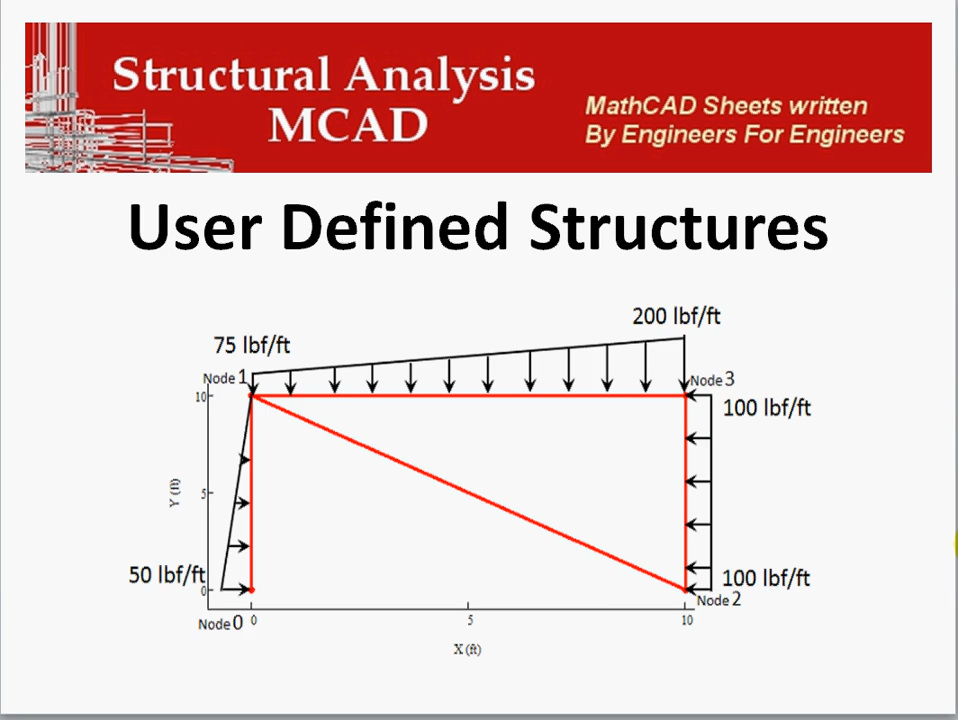 Structural Analysis
MCAD
MathCAD Sheets written
By Engineers For Engineers
User Defined Structures
200 lbf/ft
75 lbf/ft
Node 1
Node 3
10
100 lbf/ft
Y (ft)
5
50 lbf/ft
0
100 lbf/ft
Node 2
Node 0
0
5
10
X (ft)